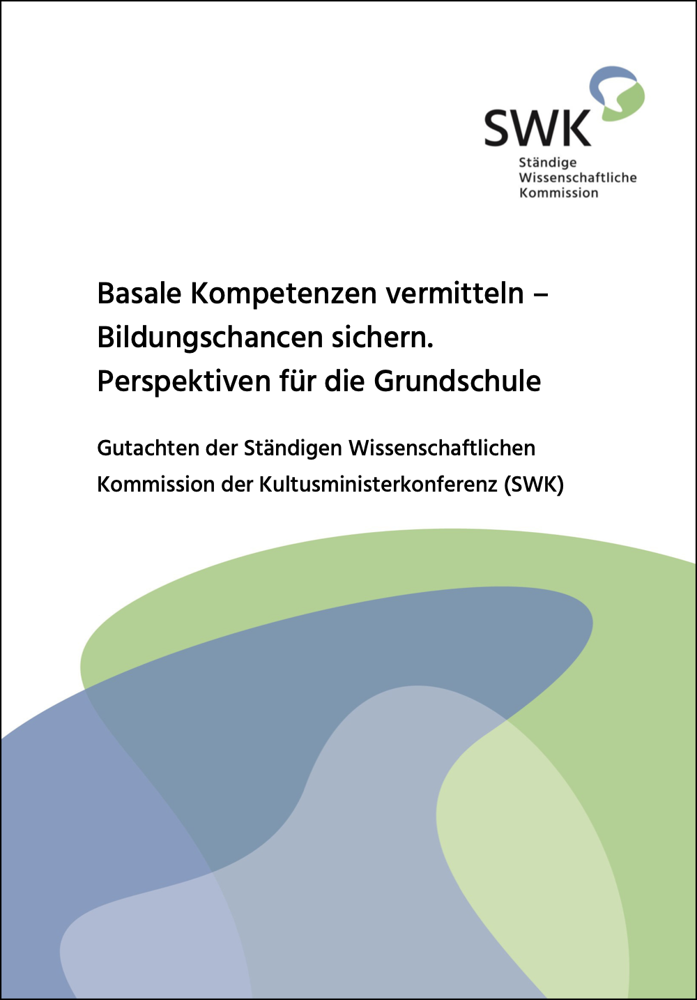 SWK
Ständige
Wissenschaftliche
Kommission
Basale Kompetenzen vermitteln –
Bildungschancen sichern.
Perspektiven für die Grundschule
Gutachten der Ständigen Wissenschaftlichen
Kommission der Kultusministerkonferenz (SWK)